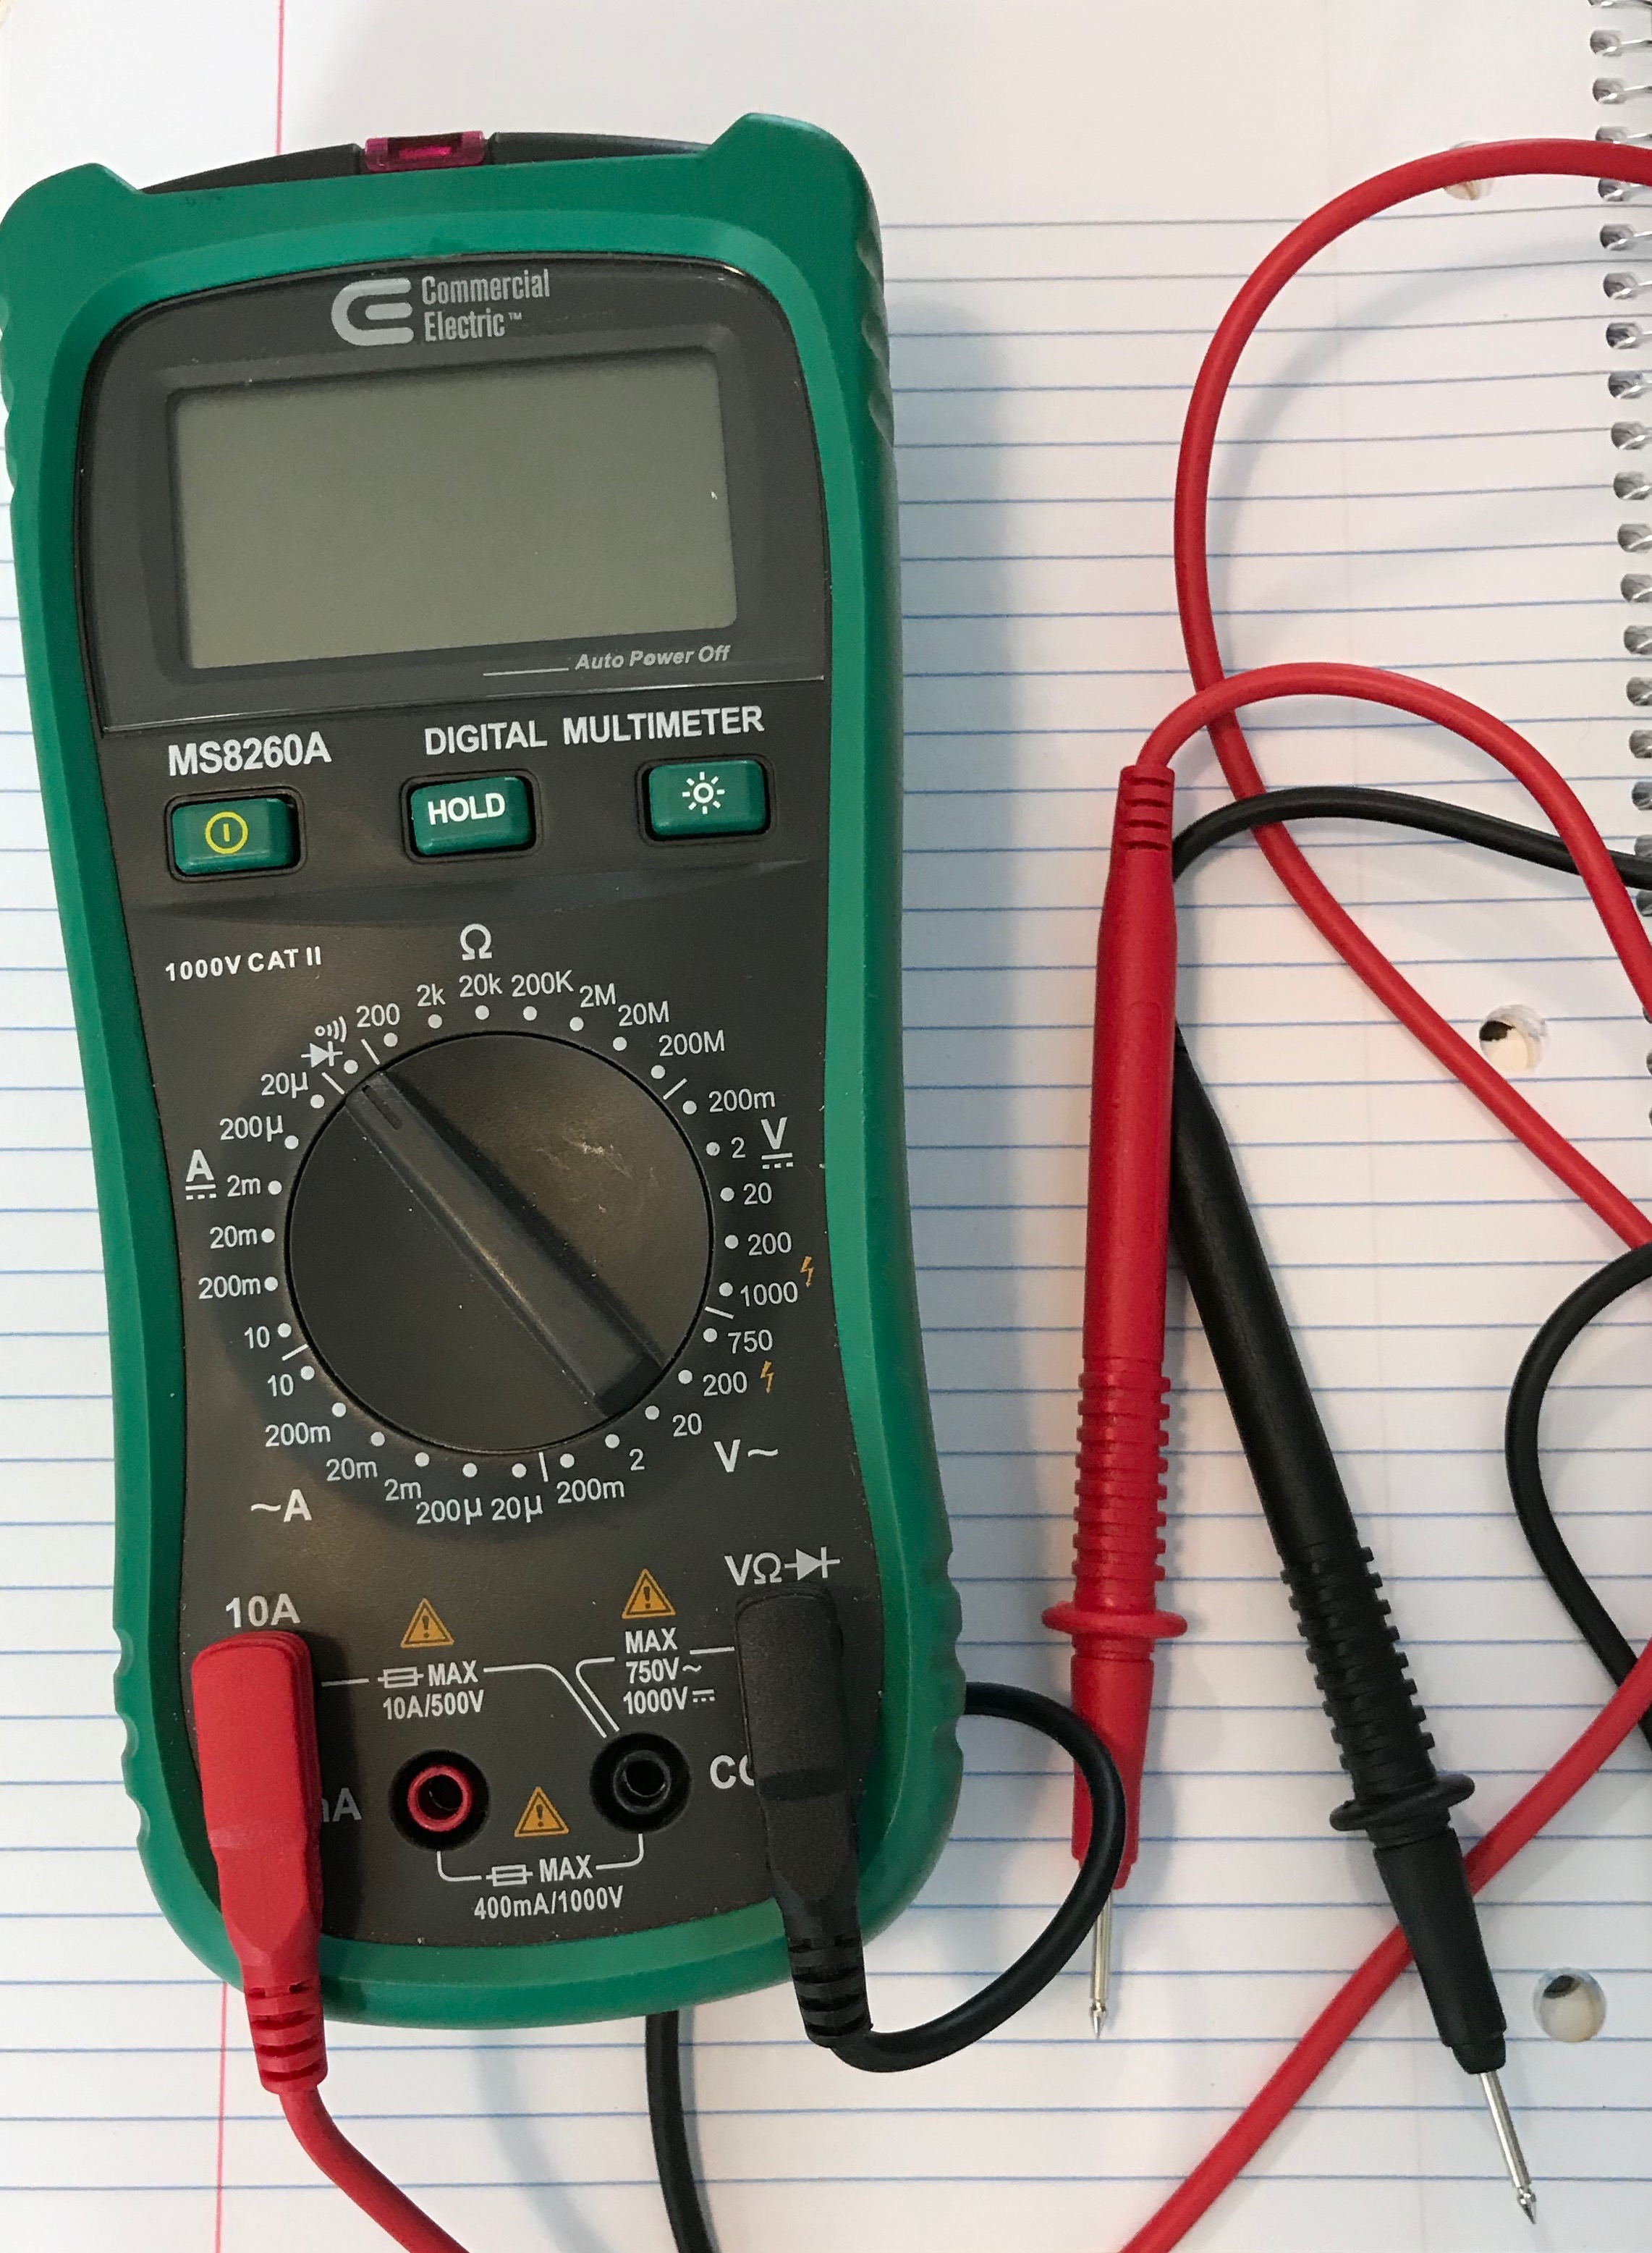 Commercial
Electric™
Auto Power Off
MS8260A
DIGITAL MULTIMETER
HOLD
1000V CAT II
Ω
200 2k 20k 200K 2M 20M 200M
20µ
200µ
A
2m
20m
200m
10
200m
V
2
20
200
1000
750
200
20
2
200m
V~
10
200m
20m
2m
200µ
20µ
~A
10A
VΩ
MAX
10A/500V
MAX
750V~
1000V
MAX
400mA/1000V